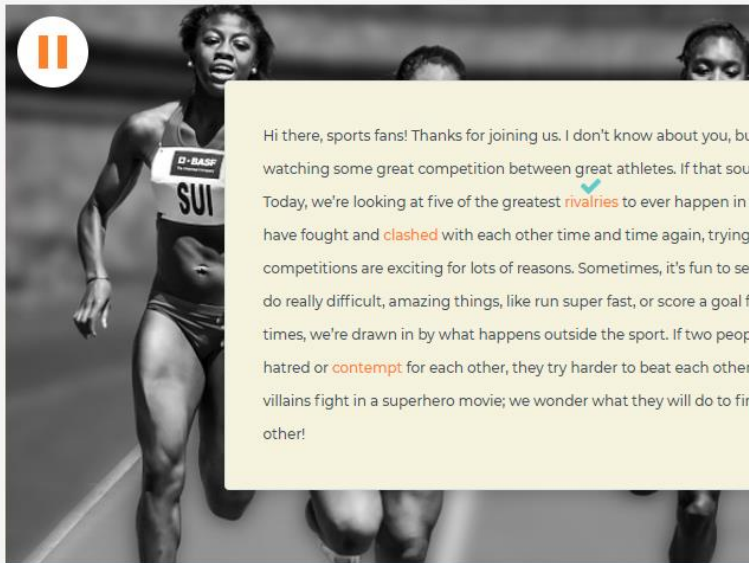 BASF
SUI
Hi there, sports fans! Thanks for joining us. I don't know about you, bu
watching some great competition between great athletes. If that sou
Today, we're looking at five of the greatest rivalries to ever happen in
have fought and clashed with each other time and time again, trying
competitions are exciting for lots of reasons. Sometimes, it's fun to se
do really difficult, amazing things, like run super fast, or score a goal f
times, we're drawn in by what happens outside the sport. If two peop
hatred or contempt for each other, they try harder to beat each other
villains fight in a superhero movie; we wonder what they will do to fin
other!